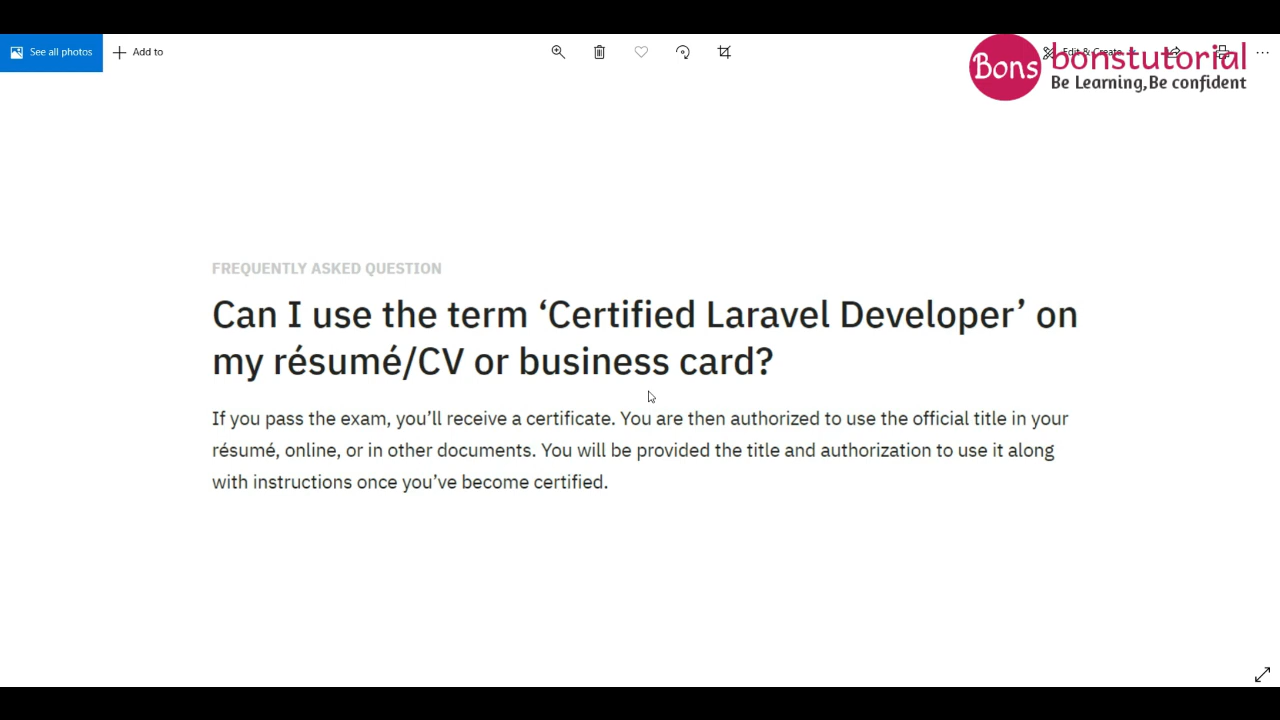 See all photos
Add to
Edit & Create
Bons
bonstutorial
Be Learning,Be confident
FREQUENTLY ASKED QUESTION
Can I use the term ‘Certified Laravel Developer’ on
my résumé/CV or business card?
If you pass the exam, you’ll receive a certificate. You are then authorized to use the official title in your
résumé, online, or in other documents. You will be provided the title and authorization to use it along
with instructions once you’ve become certified.